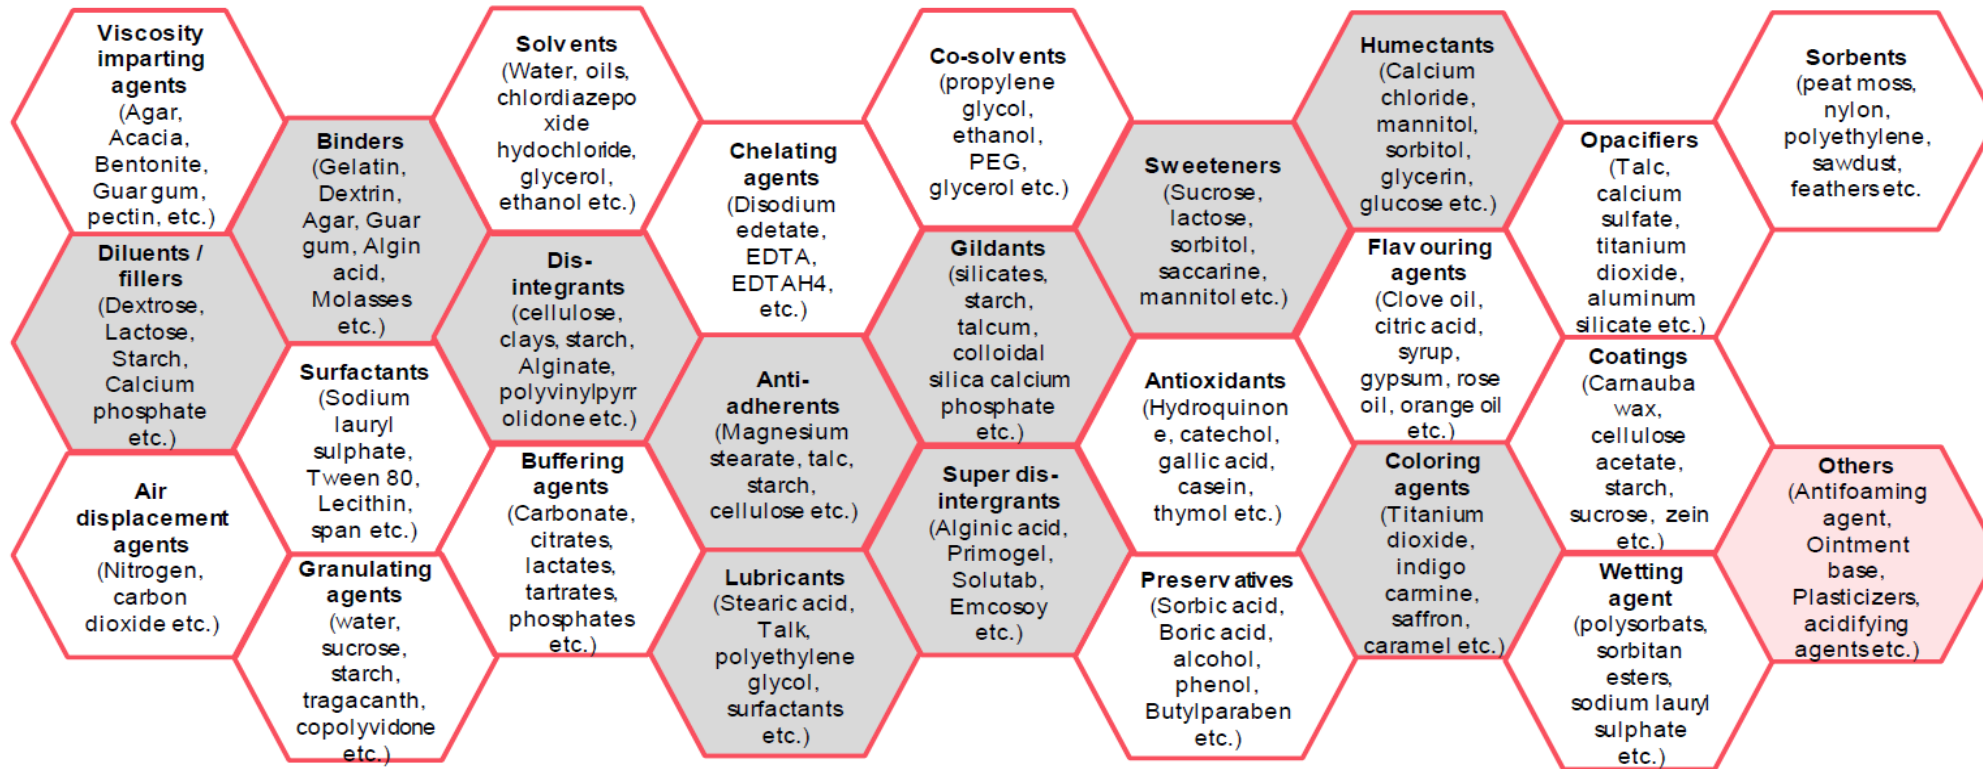 Viscosity
imparting
agents
(Agar,
Acacia,
Bentonite,
Guar gum,
pectin, etc.)
Solvents
(Water, oils,
chlordiazepo
xide
hydochloride,
glycerol,
ethanol etc.)
Co-solvents
(propylene
glycol,
ethanol,
PEG,
glycerol etc.)
Humectants
(Calcium
chloride,
mannitol,
sorbitol,
glycerin,
glucose etc.)
Sorbents
(peat moss,
nylon,
polyethylene,
sawdust,
feathers etc.
Binders
(Gelatin,
Dextrin,
Agar, Guar
gum, Algin
acid,
Molasses
etc.)
Chelating
agents
(Disodium
edetate,
EDTA,
EDTAH4,
etc.)
Sweeteners
(Sucrose,
lactose,
sorbitol,
saccarine,
mannitol etc.)
Opacifiers
(Talc,
calcium
sulfate,
titanium
dioxide,
aluminum
silicate etc.)
Diluents /
fillers
(Dextrose,
Lactose,
Starch,
Calcium
phosphate
etc.)
Dis-
integrants
(cellulose,
clays, starch,
Alginate,
polyvinylpyrr
olidone etc.)
Gildants
(silicates,
starch,
talcum,
colloidal
silica calcium
phosphate
etc.)
Flavouring
agents
(Clove oil,
citric acid,
syrup,
gypsum, rose
oil, orange oil
etc.)
Surfactants
(Sodium
lauryl
sulphate,
Tween 80,
Lecithin,
span etc.)
Anti-
adherents
(Magnesium
stearate, talc,
starch,
cellulose etc.)
Antioxidants
(Hydroquinon
e, catechol,
gallic acid,
casein,
thymol etc.)
Coatings
(Carnauba
wax,
cellulose
acetate,
starch,
sucrose, zein
etc.)
Air
displacement
agents
(Nitrogen,
carbon
dioxide etc.)
Buffering
agents
(Carbonate,
citrates,
lactates,
tartrates,
phosphates
etc.)
Super dis-
intergrants
(Alginic acid,
Primogel,
Solutab,
Emcosoy
etc.)
Coloring
agents
(Titanium
dioxide,
indigo
carmine,
saffron,
caramel etc.)
Others
(Antifoaming
agent,
Ointment
base,
Plasticizers,
acidifying
agents etc.)
Granulating
agents
(water,
sucrose,
starch,
tragacanth,
copolyvidone
etc.)
Lubricants
(Stearic acid,
Talk,
polyethylene
glycol,
surfactants
etc.)
Preservatives
(Sorbic acid,
Boric acid,
alcohol,
phenol,
Butylparaben
etc.)
Wetting
agent
(polysorbats,
sorbitan
esters,
sodium lauryl
sulphate
etc.)